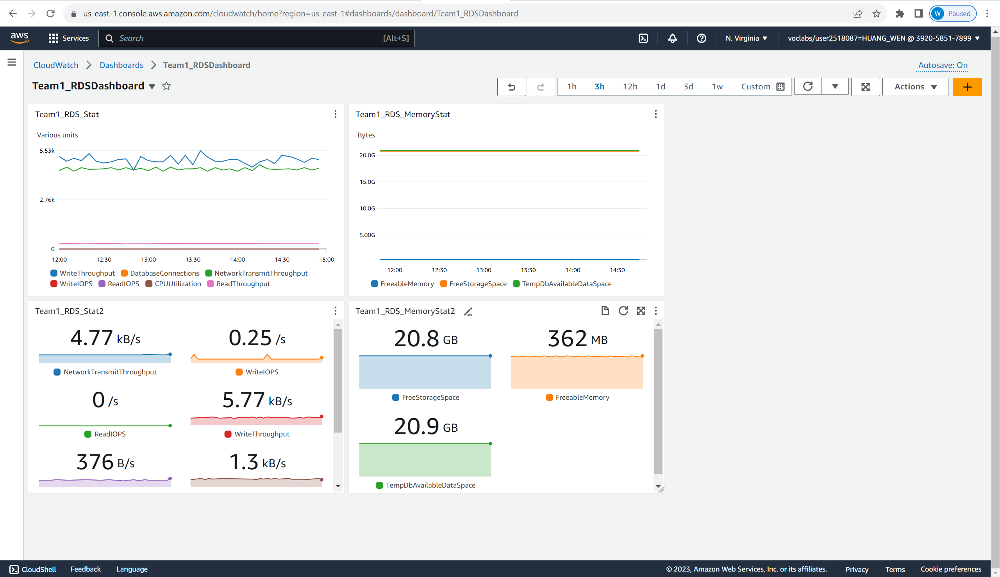 us-east-1.console.aws.amazon.com/cloudwatch/home?region=us-east-1#dashboards/dashboard/Team1_RDSDashboard
W Paused
aws Services Search [Alt+S] N. Virginia voclabs/user2518087=HUANG_WEN @ 3920-5851-7899
CloudWatch Dashboards Team1_RDSDashboard Autosave: On
Team1_RDSDashboard 1h 3h 12h 1d 3d 1w Custom Actions +
Team1_RDS_Stat
Various units
5.53k
2.76k
0
12:00 12:30 13:00 13:30 14:00 14:30 15:00
WriteThroughput DatabaseConnections NetworkTransmitThroughput
WriteIOPS ReadIOPS CPUUtilization ReadThroughput
Team1_RDS_MemoryStat
Bytes
20.0G
15.0G
10.0G
5.00G
12:00 12:30 13:00 13:30 14:00 14:30
FreeableMemory FreeStorageSpace TempDbAvailableDataSpace
Team1_RDS_Stat2
4.77 kB/s 0.25 /s
NetworkTransmitThroughput WriteIOPS
0 /s 5.77 kB/s
ReadIOPS WriteThroughput
376 B/s 1.3 kB/s
Team1_RDS_MemoryStat2
20.8 GB 362 MB
FreeStorageSpace FreeableMemory
20.9 GB
TempDbAvailableDataSpace
CloudShell Feedback Language © 2023, Amazon Web Services, Inc. or its affiliates. Privacy Terms Cookie preferences